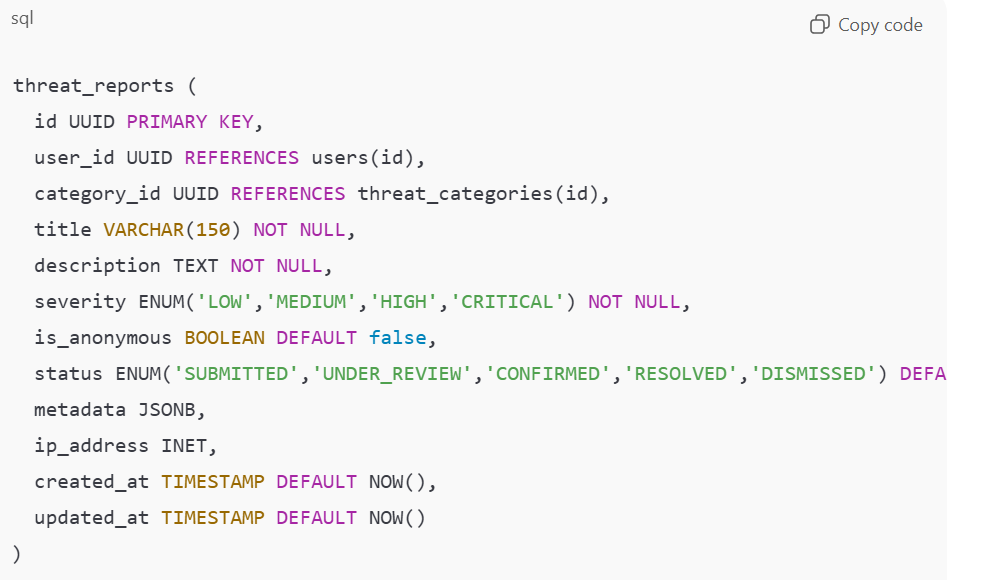 sql
Copy code
threat_reports (
  id UUID PRIMARY KEY,
  user_id UUID REFERENCES users(id),
  category_id UUID REFERENCES threat_categories(id),
  title VARCHAR(150) NOT NULL,
  description TEXT NOT NULL,
  severity ENUM('LOW','MEDIUM','HIGH','CRITICAL') NOT NULL,
  is_anonymous BOOLEAN DEFAULT false,
  status ENUM('SUBMITTED','UNDER_REVIEW','CONFIRMED','RESOLVED','DISMISSED') DEFA
  metadata JSONB,
  ip_address INET,
  created_at TIMESTAMP DEFAULT NOW(),
  updated_at TIMESTAMP DEFAULT NOW()
)